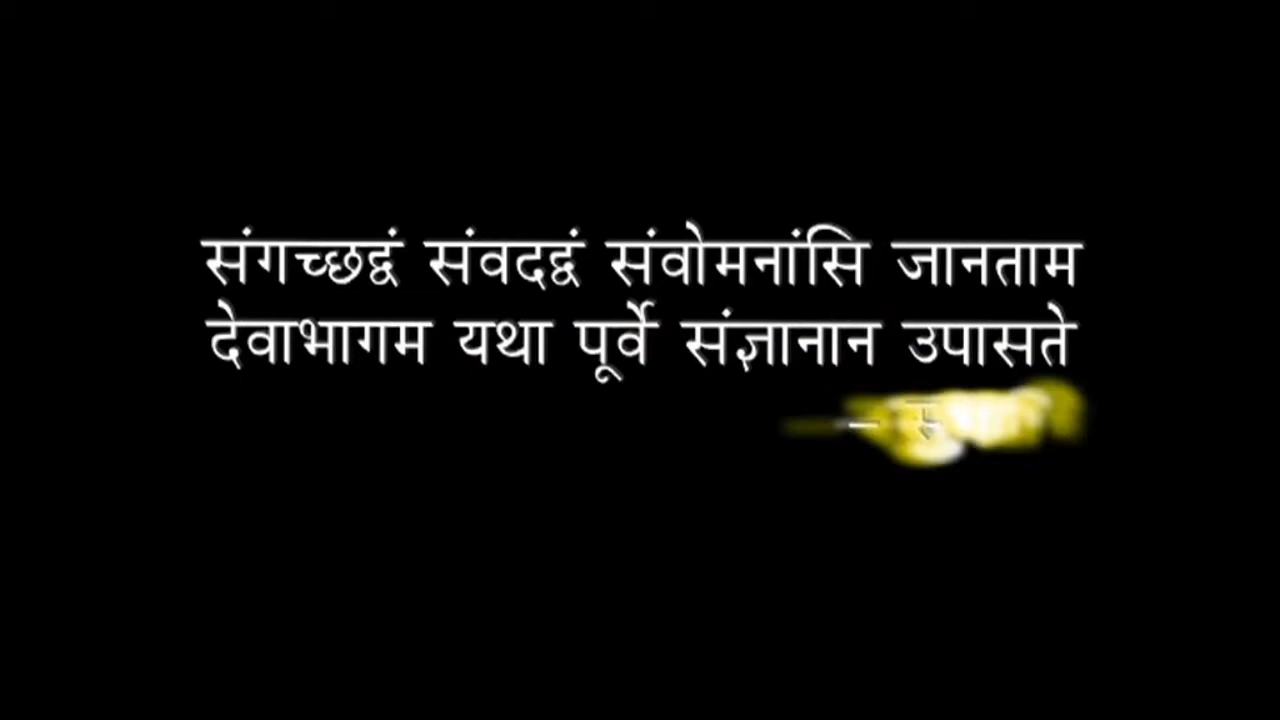 संगच्छद्वं संवदद्वं संवोमनांसि जानताम
देवाभागम यथा पूर्वे संज्ञानान उपासते